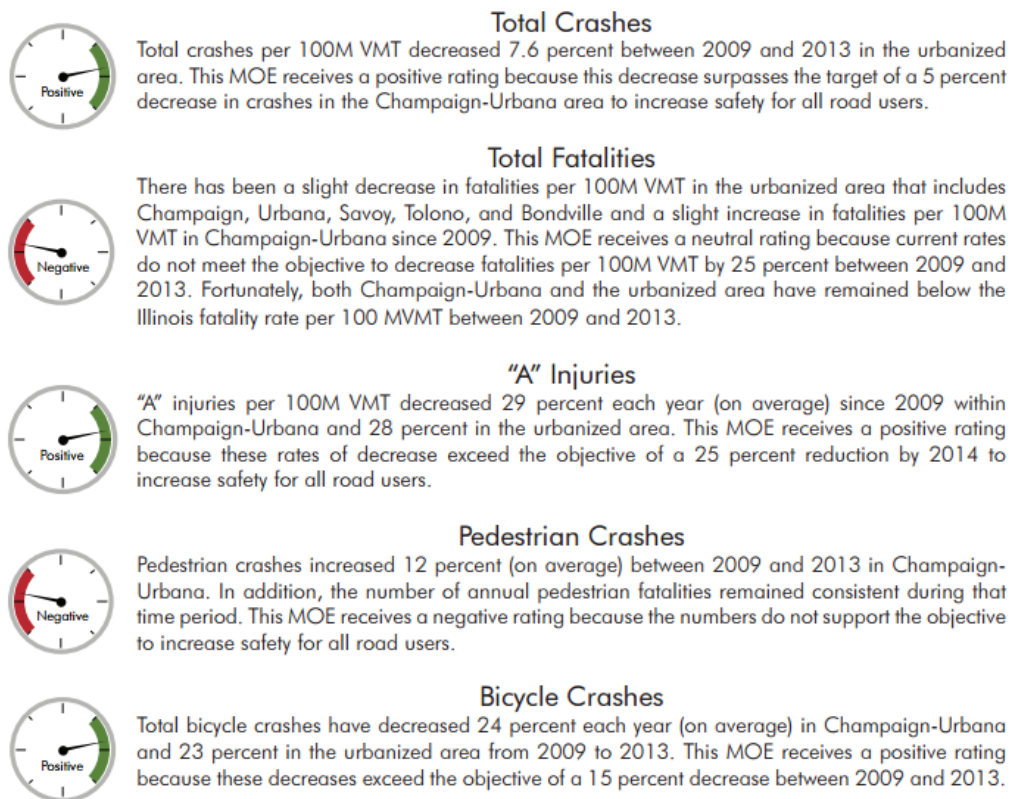 Total Crashes
Positive
Total crashes per 100M VMT decreased 7.6 percent between 2009 and 2013 in the urbanized
area. This MOE receives a positive rating because this decrease surpasses the target of a 5 percent
decrease in crashes in the Champaign-Urbana area to increase safety for all road users.
Total Fatalities
Negative
There has been a slight decrease in fatalities per 100M VMT in the urbanized area that includes
Champaign, Urbana, Savoy, Tolono, and Bondville and a slight increase in fatalities per 100M
VMT in Champaign-Urbana since 2009. This MOE receives a neutral rating because current rates
do not meet the objective to decrease fatalities per 100M VMT by 25 percent between 2009 and
2013. Fortunately, both Champaign-Urbana and the urbanized area have remained below the
Illinois fatality rate per 100 MVMT between 2009 and 2013.
“A” Injuries
Positive
“A” injuries per 100M VMT decreased 29 percent each year (on average) since 2009 within
Champaign-Urbana and 28 percent in the urbanized area. This MOE receives a positive rating
because these rates of decrease exceed the objective of a 25 percent reduction by 2014 to
increase safety for all road users.
Pedestrian Crashes
Negative
Pedestrian crashes increased 12 percent (on average) between 2009 and 2013 in Champaign-
Urbana. In addition, the number of annual pedestrian fatalities remained consistent during that
time period. This MOE receives a negative rating because the numbers do not support the objective
to increase safety for all road users.
Bicycle Crashes
Positive
Total bicycle crashes have decreased 24 percent each year (on average) in Champaign-Urbana
and 23 percent in the urbanized area from 2009 to 2013. This MOE receives a positive rating
because these decreases exceed the objective of a 15 percent decrease between 2009 and 2013.